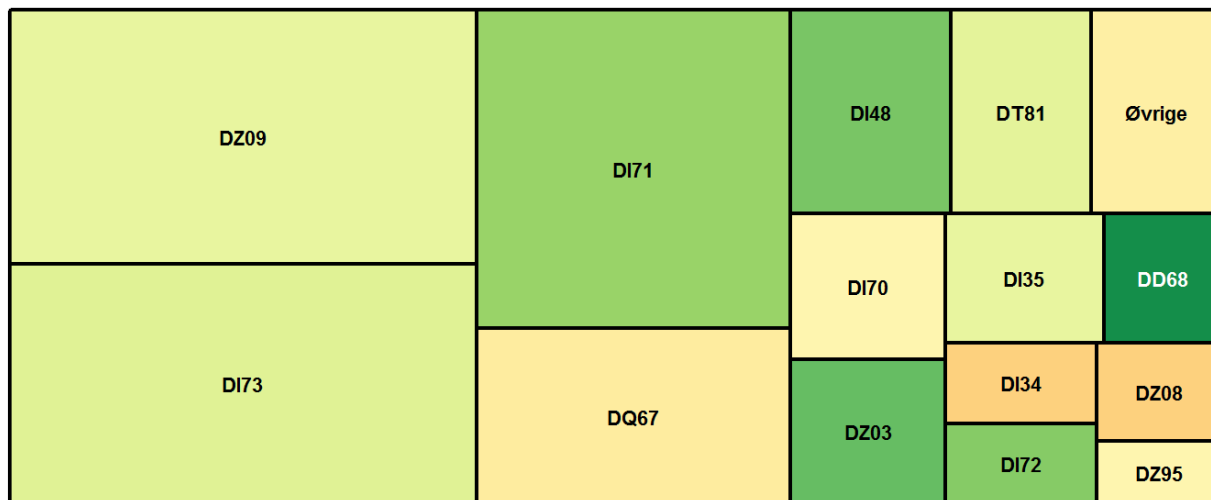 DZ09
DI73
DI71
DQ67
DI48
DT81
Øvrige
DI70
DI35
DD68
DZ03
DI34
DZ08
DI72
DZ95